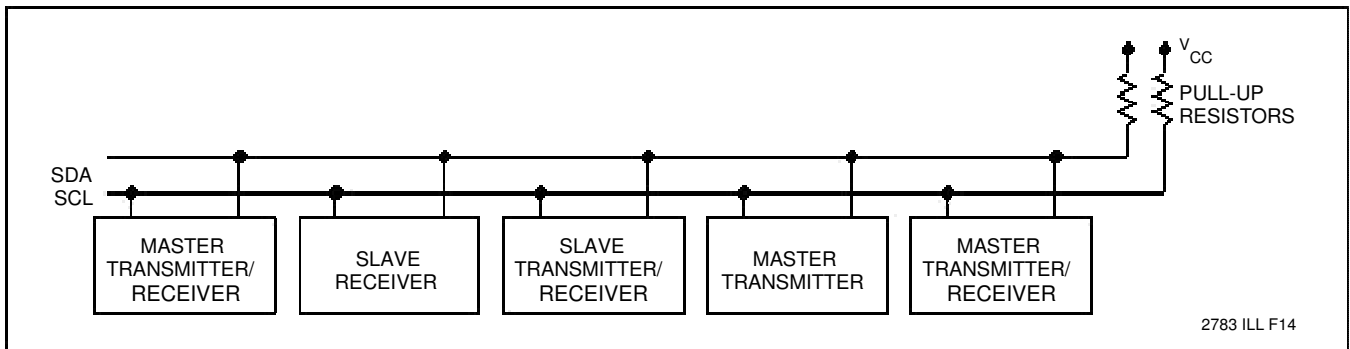 V
CC
PULL-UP
RESISTORS
SDA
SCL
MASTER
TRANSMITTER/
RECEIVER
SLAVE
RECEIVER
SLAVE
TRANSMITTER/
RECEIVER
MASTER
TRANSMITTER
MASTER
TRANSMITTER/
RECEIVER
2783 ILL F14